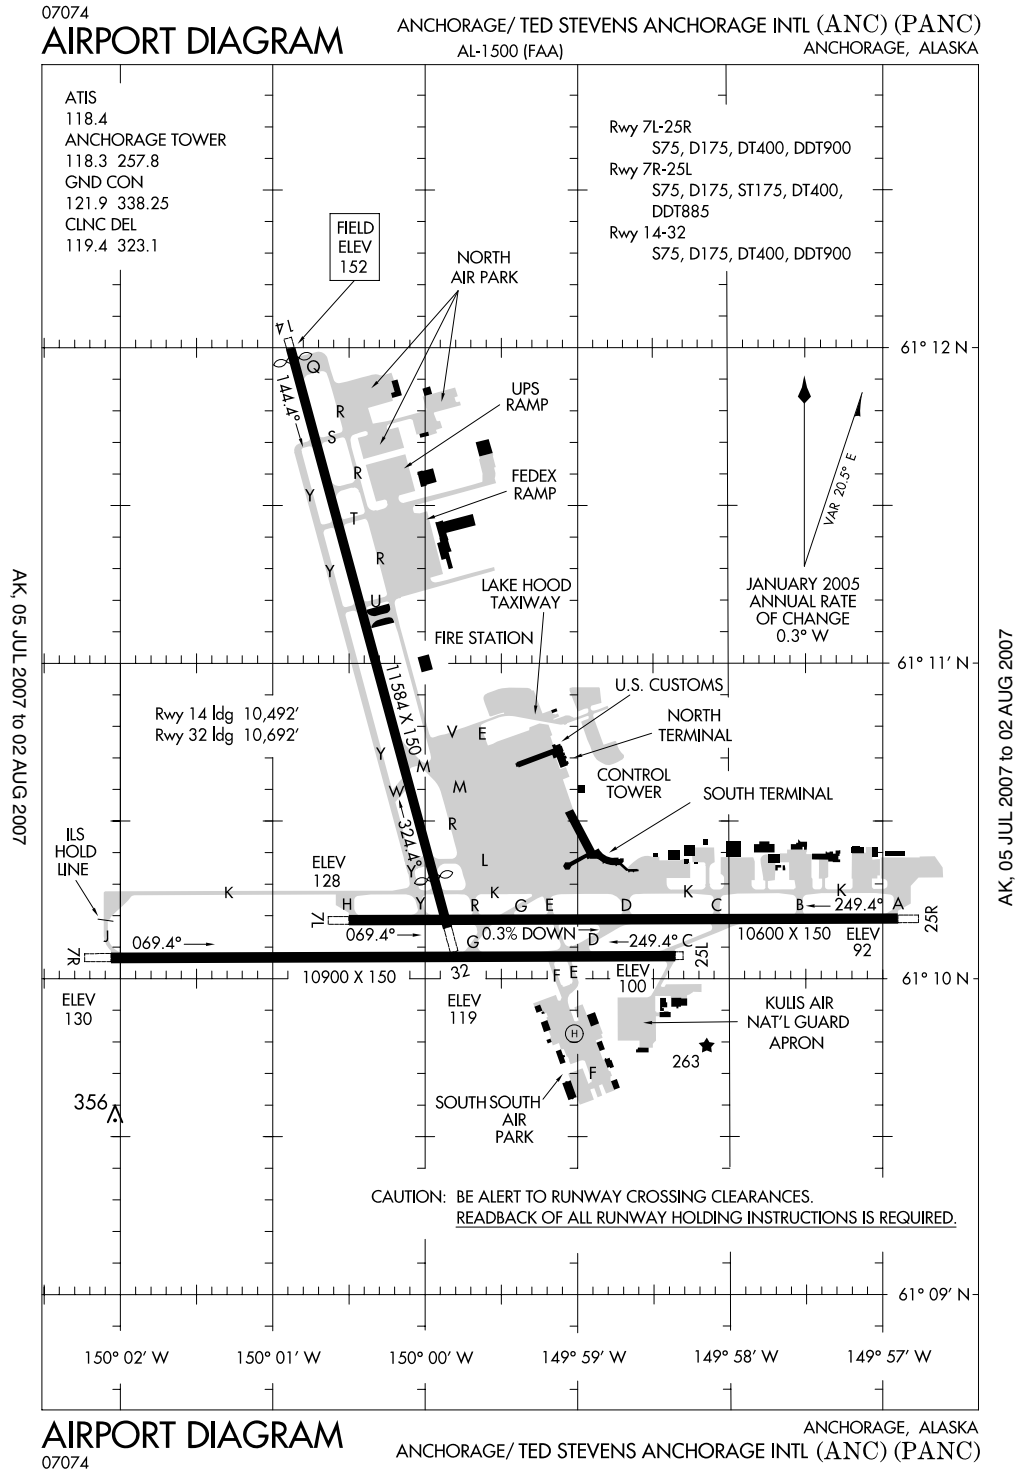 07074
AIRPORT DIAGRAM
ANCHORAGE/ TED STEVENS ANCHORAGE INTL (ANC) (PANC)
AL-1500 (FAA)
ANCHORAGE, ALASKA
ATIS
118.4
ANCHORAGE TOWER
118.3 257.8
GND CON
121.9 338.25
CLNC DEL
119.4 323.1
Rwy 7L-25R
S75, D175, DT400, DDT900
Rwy 7R-25L
S75, D175, ST175, DT400,
DDT885
Rwy 14-32
S75, D175, DT400, DDT900
FIELD
ELEV
152
NORTH
AIR PARK
14
61° 12' N
Q
144.4°
UPS
RAMP
R
S
VAR 20.5° E
R
FEDEX
RAMP
Y
T
R
Y
JANUARY 2005
ANNUAL RATE
OF CHANGE
0.3° W
LAKE HOOD
TAXIWAY
U
FIRE STATION
61° 11' N
11584 X 150
U.S. CUSTOMS
NORTH
TERMINAL
Rwy 14 ldg 10,492'
Rwy 32 ldg 10,692'
V E
Y
M
M
W
CONTROL
TOWER
SOUTH TERMINAL
324.4°
R
ILS
HOLD
LINE
ELEV
128
Y
L
K
K
K
K
H
Y
R
G
E
D
C
B
249.4°
A
7L
25R
J
069.4°
069.4°
G
0.3% DOWN
D
249.4°
C
25L
10600 X 150
ELEV
92
7R
10900 X 150
32
F
E
ELEV
100
61° 10' N
ELEV
130
ELEV
119
KULIS AIR
NAT'L GUARD
APRON
H
263
F
356
SOUTH SOUTH
AIR
PARK
CAUTION: BE ALERT TO RUNWAY CROSSING CLEARANCES.
READBACK OF ALL RUNWAY HOLDING INSTRUCTIONS IS REQUIRED.
61° 09' N
150° 02' W
150° 01' W
150° 00' W
149° 59' W
149° 58' W
149° 57' W
AK, 05 JUL 2007 to 02 AUG 2007
AK, 05 JUL 2007 to 02 AUG 2007
AIRPORT DIAGRAM
07074
ANCHORAGE, ALASKA
ANCHORAGE/ TED STEVENS ANCHORAGE INTL (ANC) (PANC)